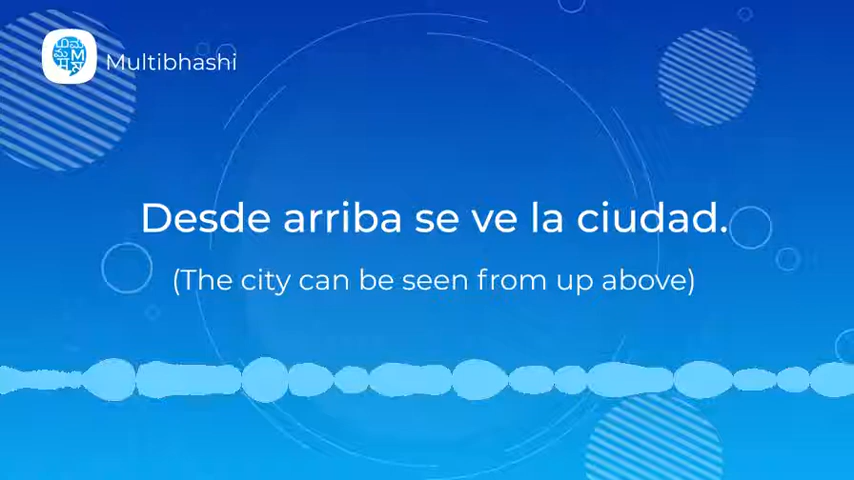 Multibhashi
Desde arriba se ve la ciudad.
(The city can be seen from up above)